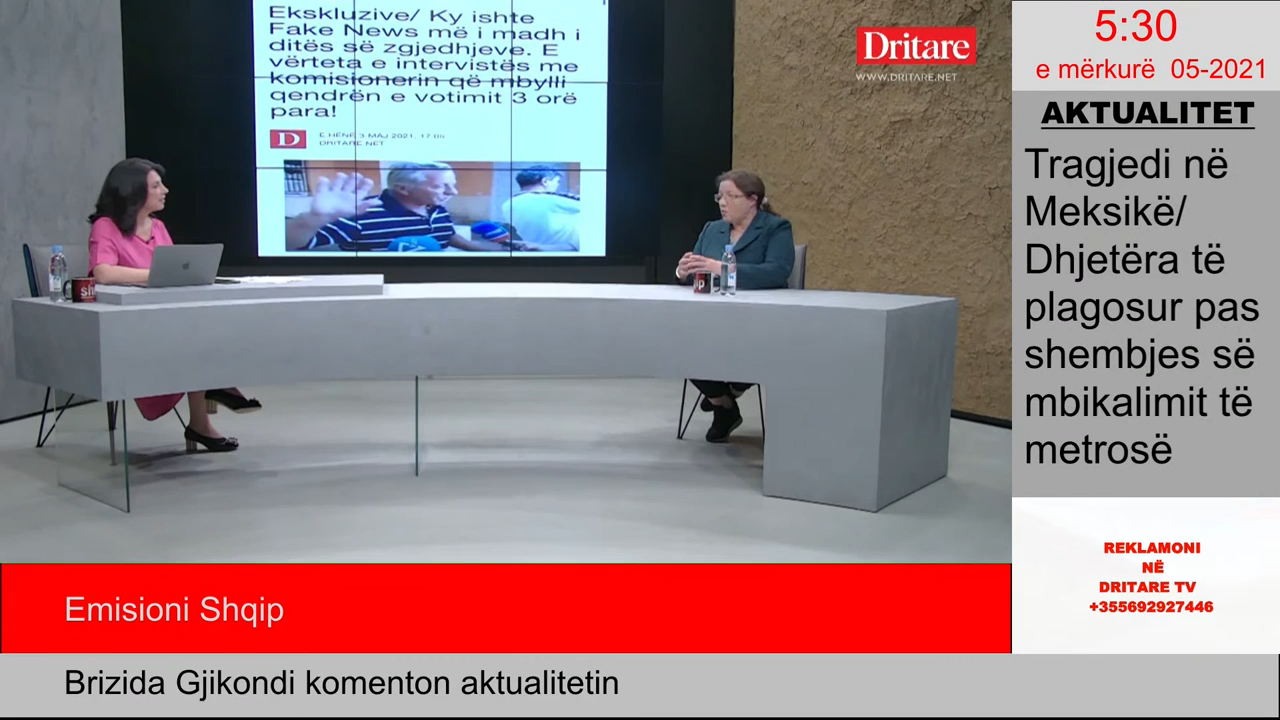 Ekskluzive/ Ky ishte
Fake News më i madh i
ditës së zgjedhjeve. E
vërteta e intervistës me
komisionerin që mbylli
qendrën e votimit 3 orë
para!
D
E HËNË 3 MAJ 2021, 17:06
DRITARE.NET
Dritare
WWW.DRITARE.NET
5:30
e mërkurë 05-2021
AKTUALITET
Tragjedi në
Meksikë/
Dhjetëra të
plagosur pas
shembjes së
mbikalimit të
metrosë
REKLAMONI
NË
DRITARE TV
+355692927446
Emisioni Shqip
Brizida Gjikondi komenton aktualitetin